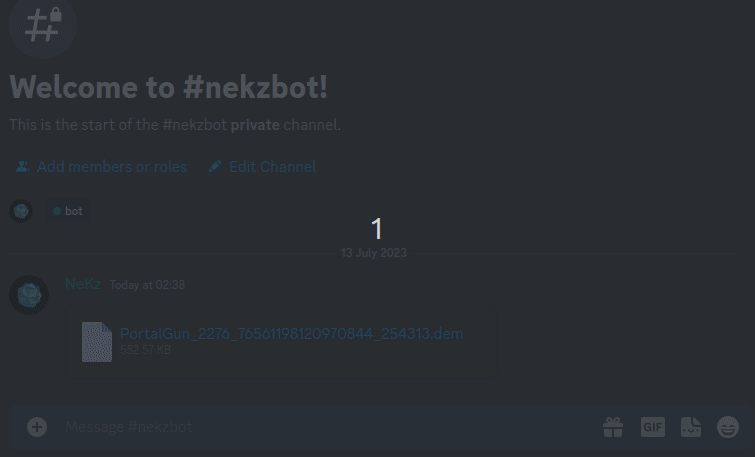 Welcome to #nekzbot!
This is the start of the #nekzbot private channel.
Add members or roles Edit Channel
bot
1
13 July 2023
NeKz Today at 02:38
PortalGun_2276_76561198120970844_254313.dem
552.57 KB
Message #nekzbot
GIF